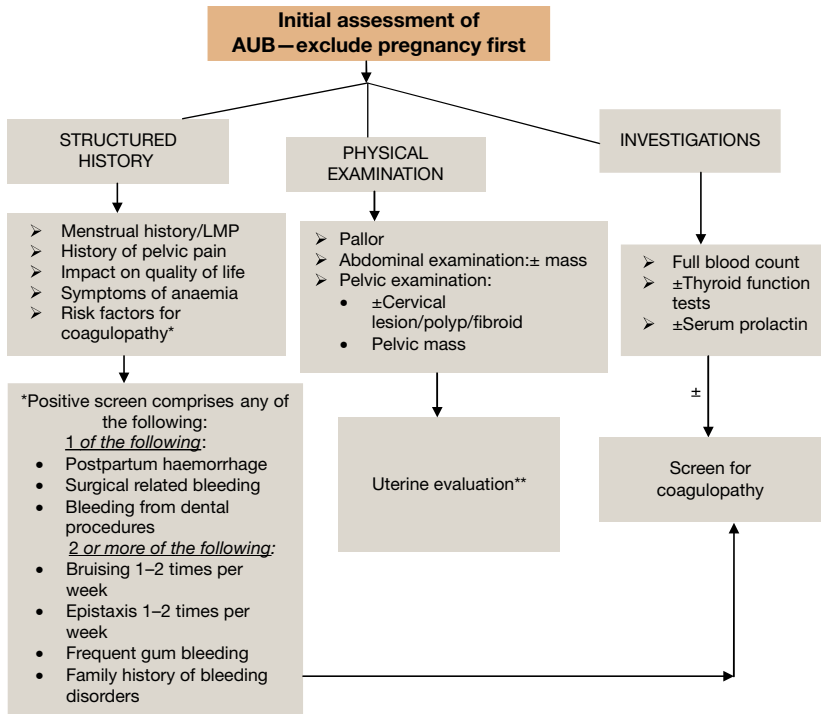 Initial assessment of
AUB—exclude pregnancy first
STRUCTURED
HISTORY
➢ Menstrual history/LMP
➢ History of pelvic pain
➢ Impact on quality of life
➢ Symptoms of anaemia
➢ Risk factors for
coagulopathy*
*Positive screen comprises any of
the following:
1 of the following:
• Postpartum haemorrhage
• Surgical related bleeding
• Bleeding from dental
procedures
2 or more of the following:
• Bruising 1–2 times per
week
• Epistaxis 1–2 times per
week
• Frequent gum bleeding
• Family history of bleeding
disorders
PHYSICAL
EXAMINATION
➢ Pallor
➢ Abdominal examination:± mass
➢ Pelvic examination:
• ±Cervical
lesion/polyp/fibroid
• Pelvic mass
Uterine evaluation**
INVESTIGATIONS
➢ Full blood count
➢ ±Thyroid function
tests
➢ ±Serum prolactin
±
Screen for
coagulopathy